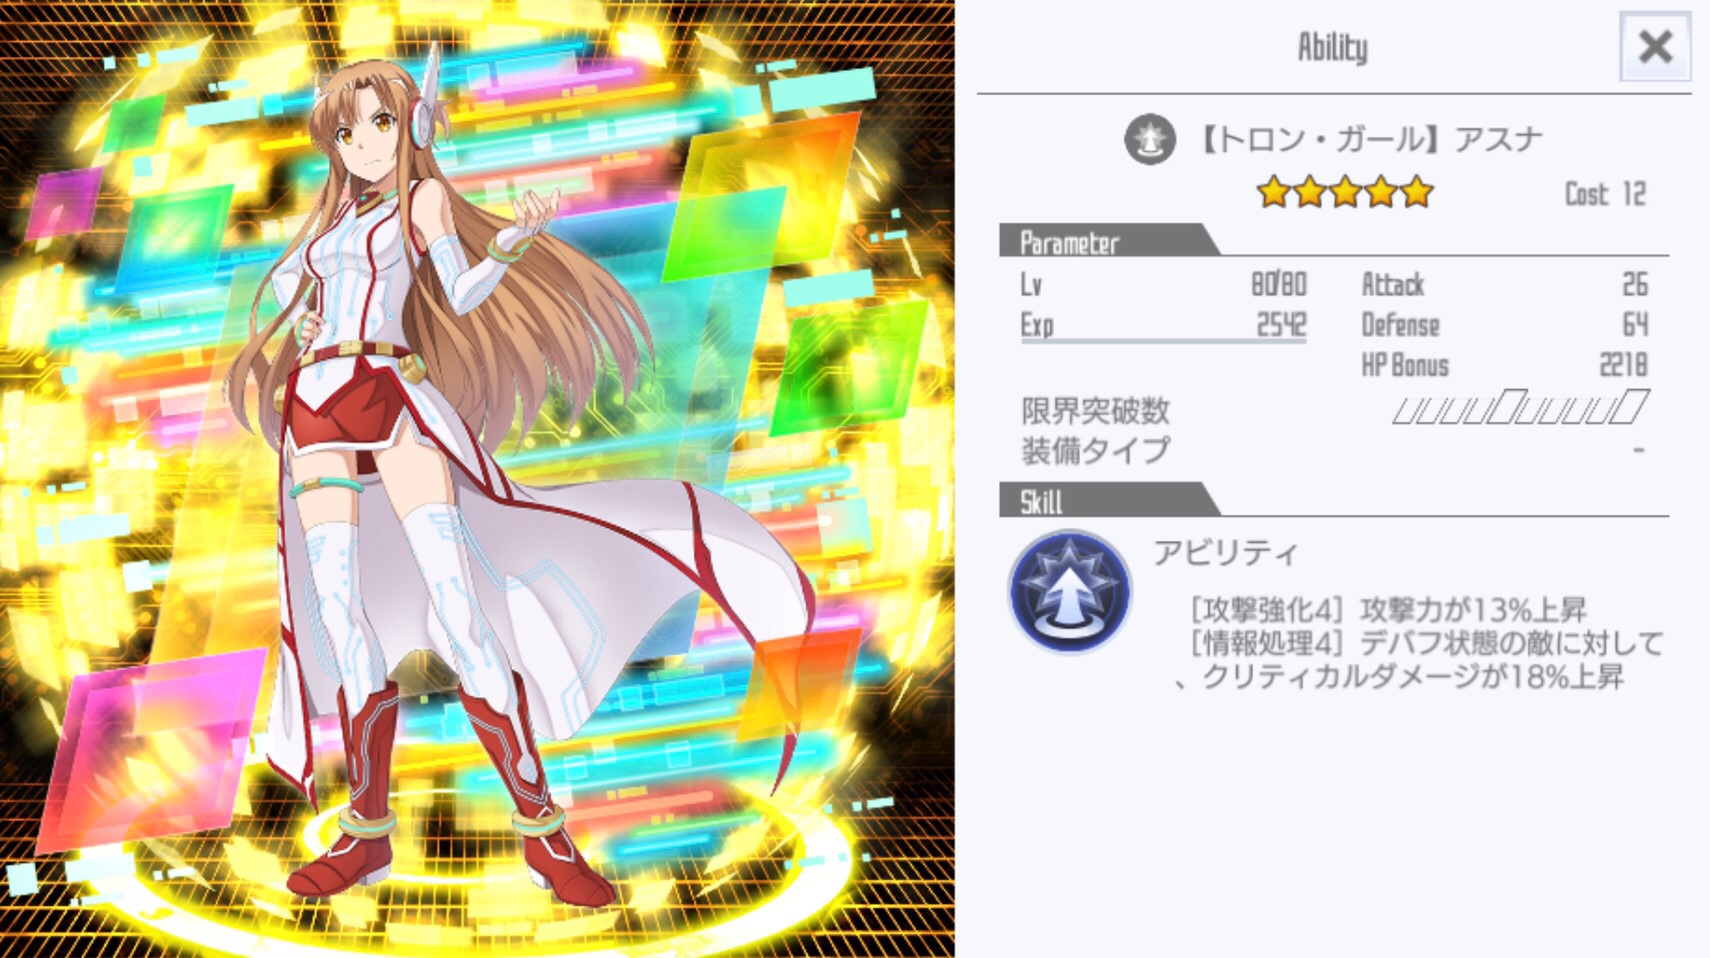 Ability
【トロン・ガール】アスナ
Cost 12
Parameter
Lv 80/80
Exp 2542
Attack 26
Defense 64
HP Bonus 2218
限界突破数
装備タイプ -
Skill
アビリティ
［攻撃強化4］攻撃力が13%上昇
［情報処理4］デバフ状態の敵に対して
、クリティカルダメージが18%上昇